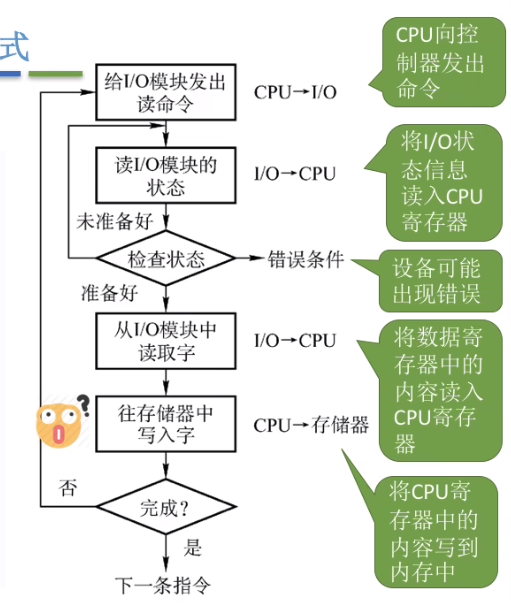 式
给I/O模块发出
读命令
CPU→I/O
CPU向控
制器发出
命令
读I/O模块的
状态
I/O→CPU
将I/O状
态信息
读入CPU
寄存器
未准备好
检查状态
错误条件
设备可能
出现错误
准备好
从I/O模块中
读取字
I/O→CPU
将数据寄
存器中的
内容读入
CPU寄存
器
往存储器中
写入字
CPU→存储器
?
否
完成?
是
下一条指令
将CPU寄
存器中的
内容写到
内存中